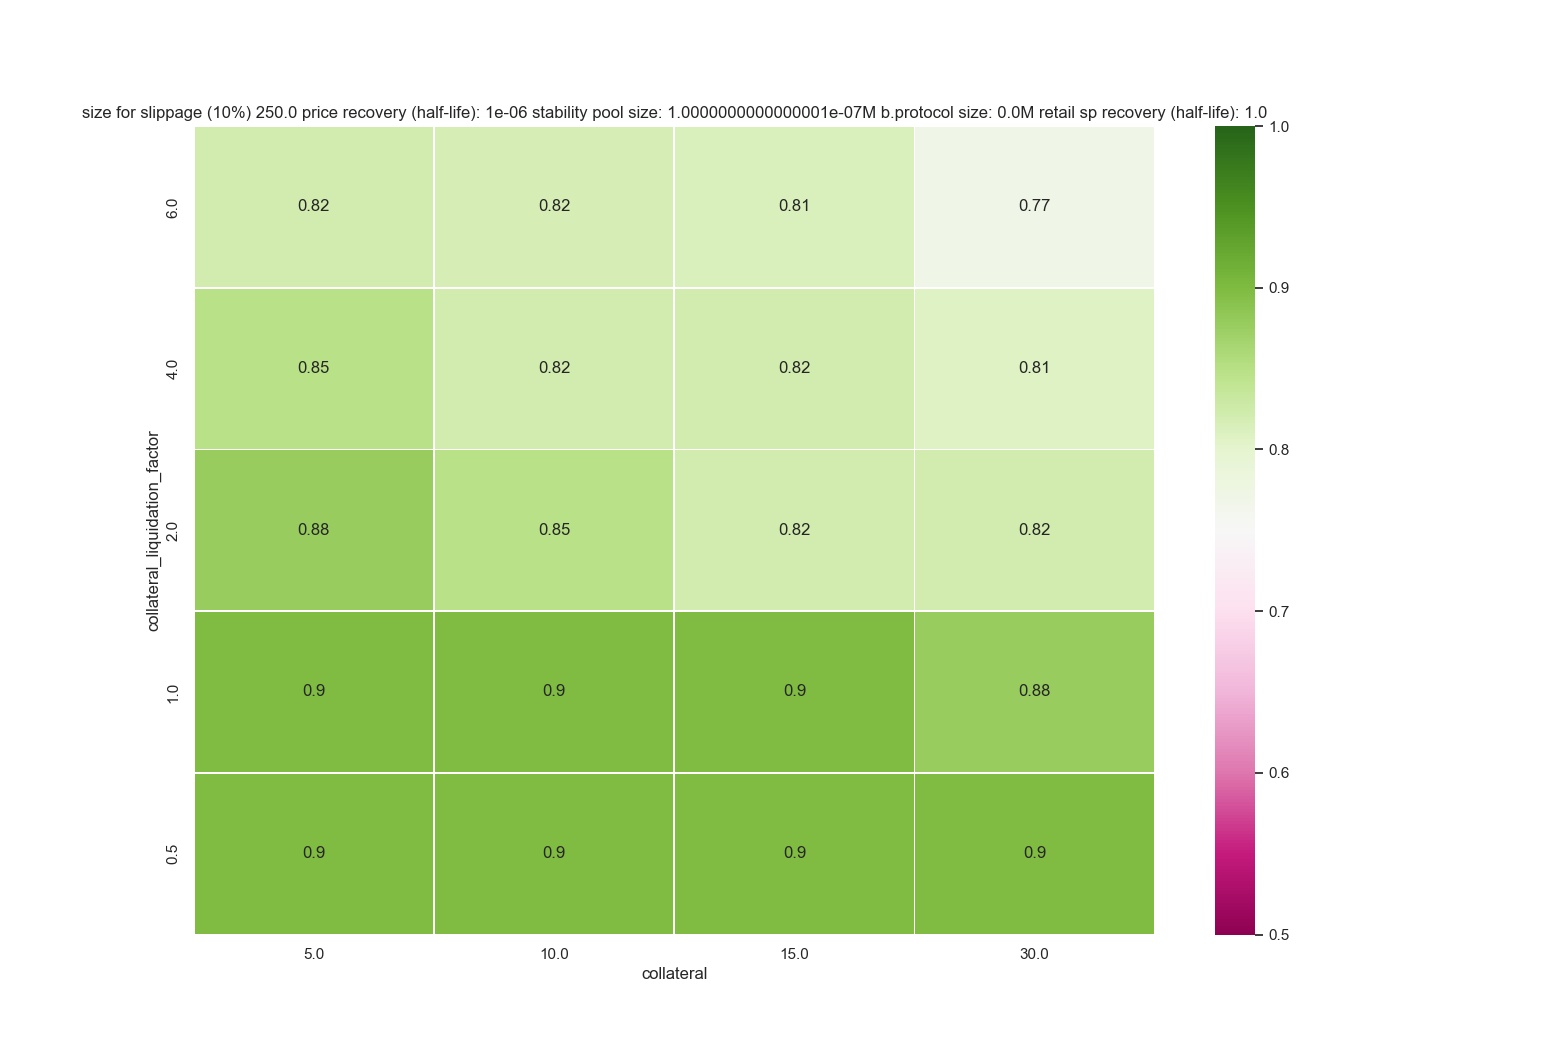 size for slippage (10%) 250.0 price recovery (half-life): 1e-06 stability pool size: 1.0000000000000001e-07M b.protocol size: 0.0M retail sp recovery (half-life): 1.0
collateral_liquidation_factor
6.0
0.82 0.82 0.81 0.77
4.0
0.85 0.82 0.82 0.81
2.0
0.88 0.85 0.82 0.82
1.0
0.9 0.9 0.9 0.88
0.5
0.9 0.9 0.9 0.9
5.0 10.0 15.0 30.0
collateral
1.0
0.9
0.8
0.7
0.6
0.5